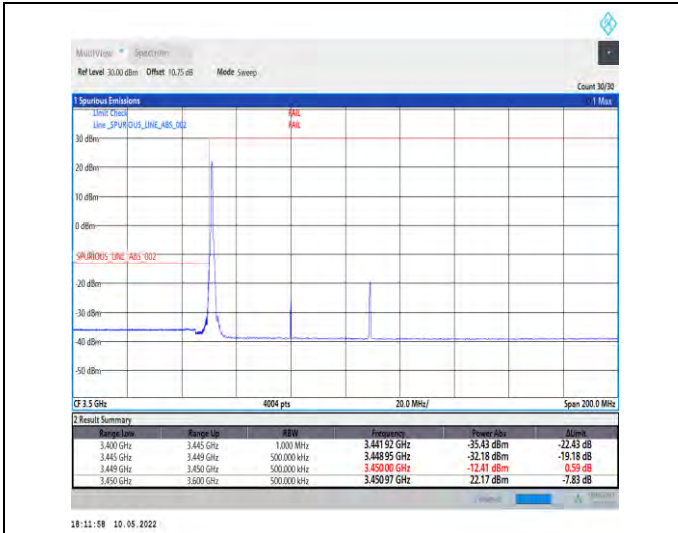 MultiView Spectrum
Ref Level 30.00 dBm Offset 10.75 dB Mode Sweep
Count 30/30
1 Spurious Emissions 1 Max
Limit Check FAIL
Line _SPURIOUS_LINE_ABS_002 FAIL
30 dBm
20 dBm
10 dBm
0 dBm
SPURIOUS_LINE_ABS_002
-20 dBm
-30 dBm
-40 dBm
-50 dBm
CF 3.5 GHz 4004 pts 20.0 MHz/ Span 200.0 MHz
2 Result Summary
Range Low Range Up RBW Frequency Power Abs ΔLimit
3.400 GHz 3.445 GHz 1.000 MHz 3.441 92 GHz -35.43 dBm -22.43 dB
3.445 GHz 3.449 GHz 500.000 kHz 3.448 95 GHz -32.18 dBm -19.18 dB
3.449 GHz 3.450 GHz 500.000 kHz 3.450 00 GHz -12.41 dBm 0.59 dB
3.450 GHz 3.600 GHz 500.000 kHz 3.450 97 GHz 22.17 dBm -7.83 dB
18:11:58 10.05.2022